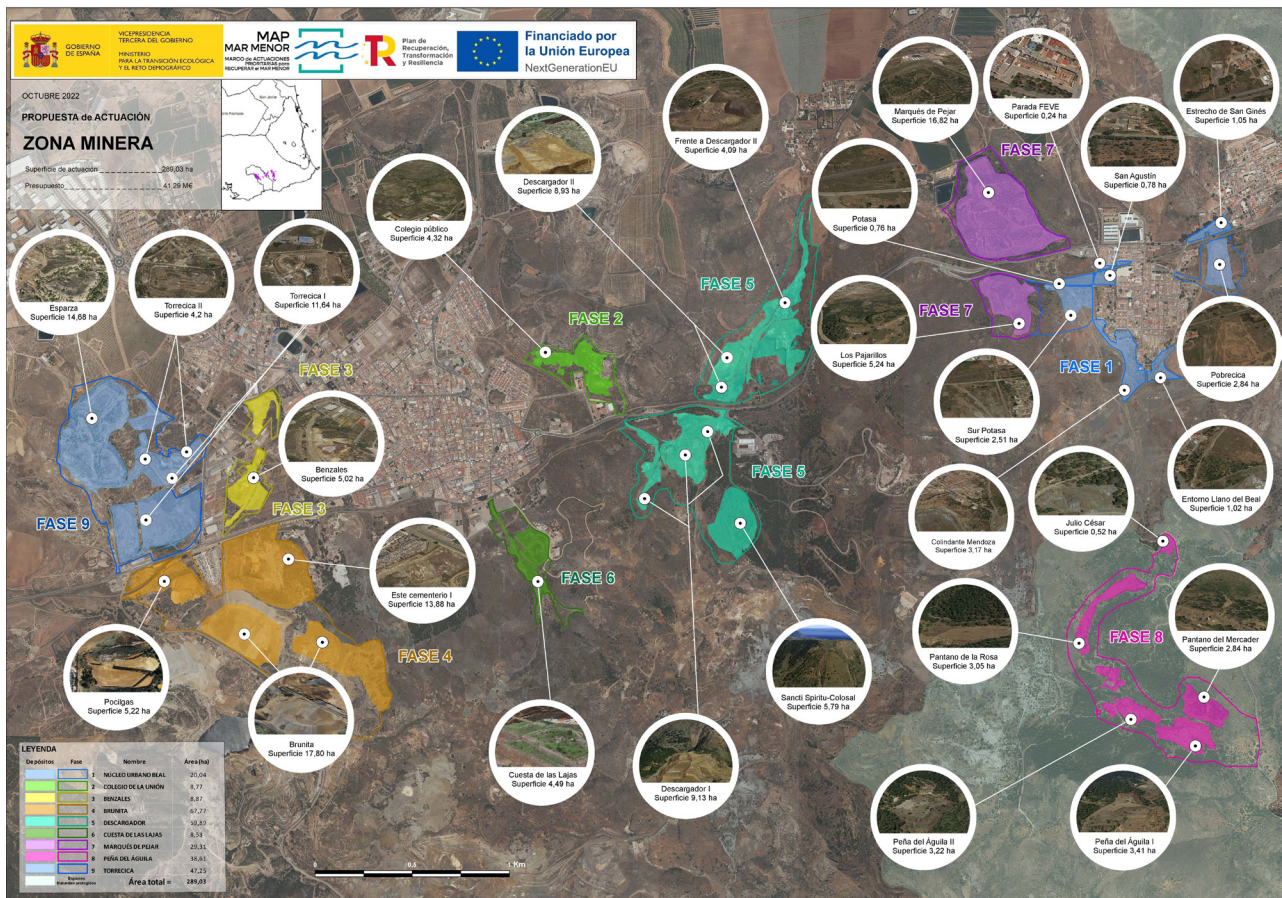 GOBIERNO
DE ESPAÑA
VICEPRESIDENCIA
TERCERA DEL GOBIERNO
MINISTERIO
PARA LA TRANSICIÓN ECOLÓGICA
Y EL RETO DEMOGRÁFICO
MAP
MAR MENOR
MARCO de ACTUACIONES
PRIORITARIAS para
RECUPERAR el MAR MENOR
Plan de
Recuperación,
Transformación
y Resiliencia
Financiado por
la Unión Europea
NextGenerationEU
OCTUBRE 2022
PROPUESTA de ACTUACIÓN
ZONA MINERA
Superficie de actuación 289,03 ha
Presupuesto 41.29 M€
Marqués de Pejar
Superficie 16,82 ha
Parada FEVE
Superficie 0,24 ha
Estrecho de San Ginés
Superficie 1,05 ha
Frente a Descargador II
Superficie 4,09 ha
San Agustín
Superficie 0,78 ha
Descargador II
Superficie 8,93 ha
Potasa
Superficie 0,76 ha
Colegio público
Superficie 4,32 ha
Esparza
Superficie 14,68 ha
Torrecica II
Superficie 4,2 ha
Torrecica I
Superficie 11,64 ha
Los Pajarillos
Superficie 5,24 ha
Pobrecica
Superficie 2,84 ha
Sur Potasa
Superficie 2,51 ha
Benzales
Superficie 5,02 ha
Entorno Llano del Beal
Superficie 1,02 ha
Colindante Mendoza
Superficie 3,17 ha
Julio César
Superficie 0,52 ha
Este cementerio I
Superficie 13,88 ha
Pantano de la Rosa
Superficie 3,05 ha
Pantano del Mercader
Superficie 2,84 ha
Pocilgas
Superficie 5,22 ha
Brunita
Superficie 17,80 ha
Cuesta de las Lajas
Superficie 4,49 ha
Descargador I
Superficie 9,13 ha
Sancti Spiritu-Colosal
Superficie 5,79 ha
Peña del Águila II
Superficie 3,22 ha
Peña del Águila I
Superficie 3,41 ha
FASE 7
FASE 5
FASE 2
FASE 7
FASE 1
FASE 3
FASE 5
FASE 3
FASE 9
FASE 6
FASE 8
FASE 4
LEYENDA
Depósitos Fase Nombre Área (ha)
1 NÚCLEO URBANO BEAL 20,04
2 COLEGIO DE LA UNIÓN 8,77
3 BENZALES 8,87
4 BRUNITA 67,77
5 DESCARGADOR 59,89
6 CUESTA DE LAS LAJAS 8,53
7 MARQUÉS DE PEJAR 29,31
8 PEÑA DEL ÁGUILA 38,61
9 TORRECICA 47,25
Espacios
Naturales protegidos
Área total = 289,03
0 0,5 1 Km